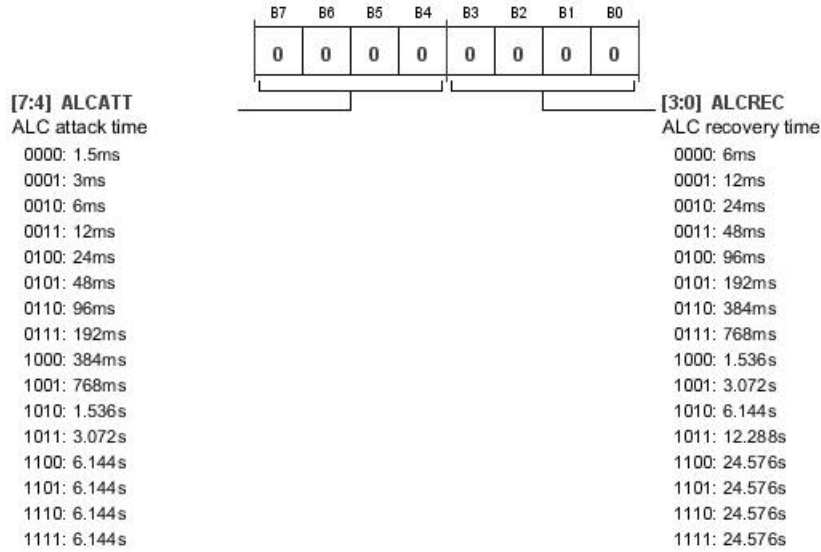 B7 B6 B5 B4 B3 B2 B1 B0
0 0 0 0 0 0 0 0
[7:4] ALCATT
ALC attack time
0000: 1.5ms
0001: 3ms
0010: 6ms
0011: 12ms
0100: 24ms
0101: 48ms
0110: 96ms
0111: 192ms
1000: 384ms
1001: 768ms
1010: 1.536s
1011: 3.072s
1100: 6.144s
1101: 6.144s
1110: 6.144s
1111: 6.144s
[3:0] ALCREC
ALC recovery time
0000: 6ms
0001: 12ms
0010: 24ms
0011: 48ms
0100: 96ms
0101: 192ms
0110: 384ms
0111: 768ms
1000: 1.536s
1001: 3.072s
1010: 6.144s
1011: 12.288s
1100: 24.576s
1101: 24.576s
1110: 24.576s
1111: 24.576s